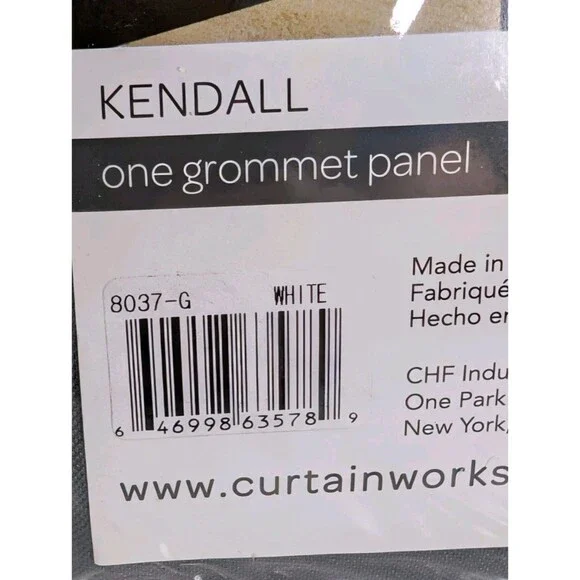 KENDALL
one grommet panel
8037-G WHITE
6 46998 63578 9
Made in
Fabriqué
Hecho en
CHF Indu
One Park
New York,
www.curtainworks